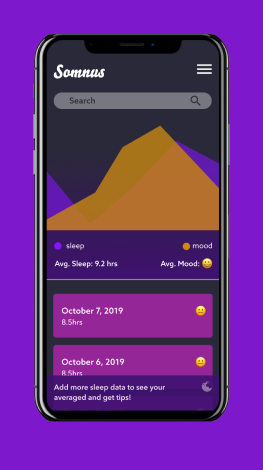 Somnus
Search
sleep mood
Avg. Sleep: 9.2 hrs Avg. Mood: 😀
October 7, 2019 😐
8.5hrs
October 6, 2019 😐
8.5hrs
Add more sleep data to see your
averaged and get tips!